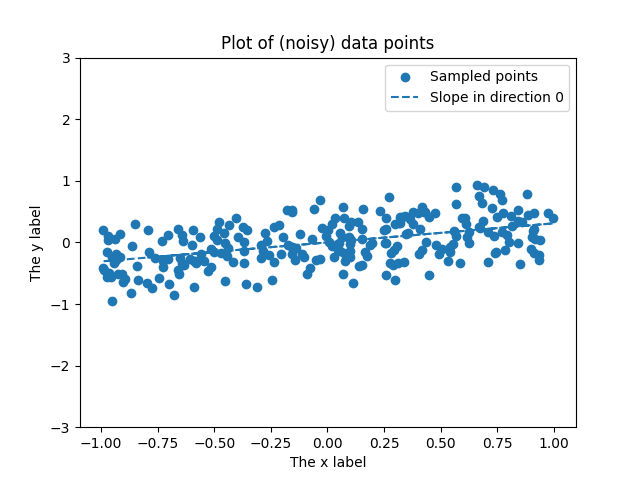 Plot of (noisy) data points
Sampled points
Slope in direction 0
The y label
3
2
1
0
−1
−2
−3
−1.00 −0.75 −0.50 −0.25 0.00 0.25 0.50 0.75 1.00
The x label